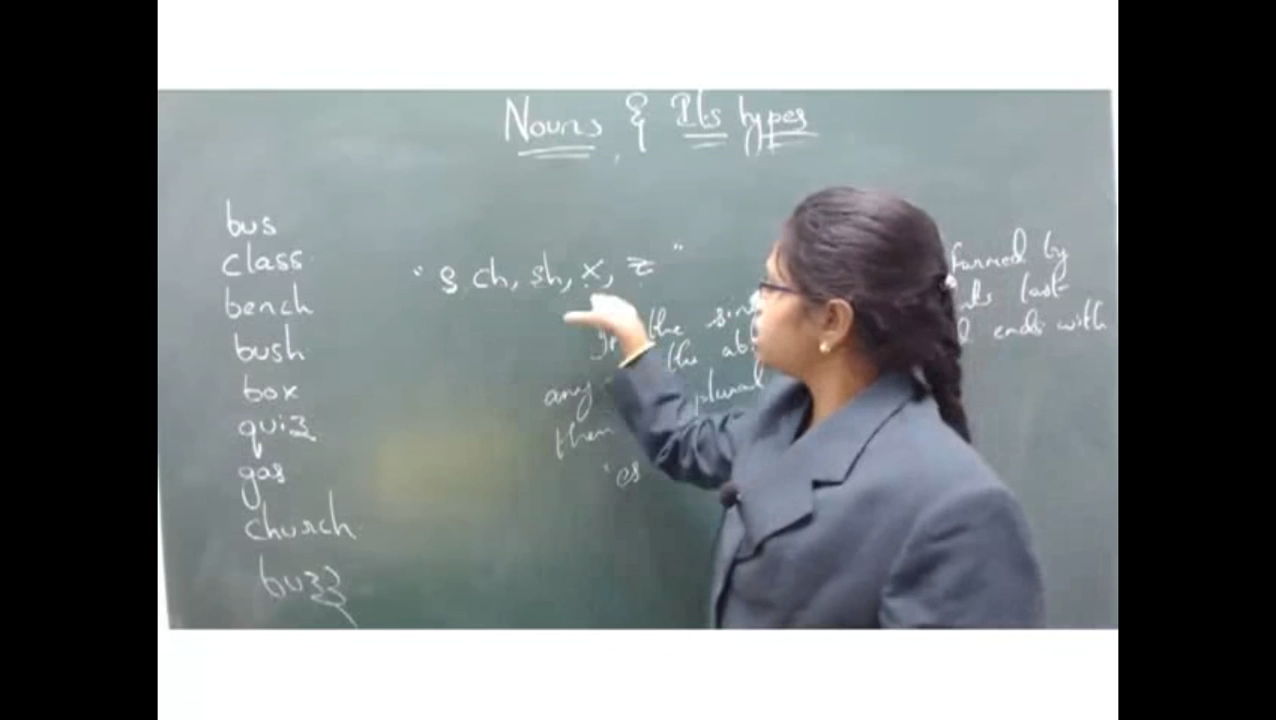 Nouns & Its types
bus
class
bench
bush
box
quiz
gas
church
buzz
"s ch, sh, x, z"
formed by
last
the sin ends with
the ab
any plural
then
'es